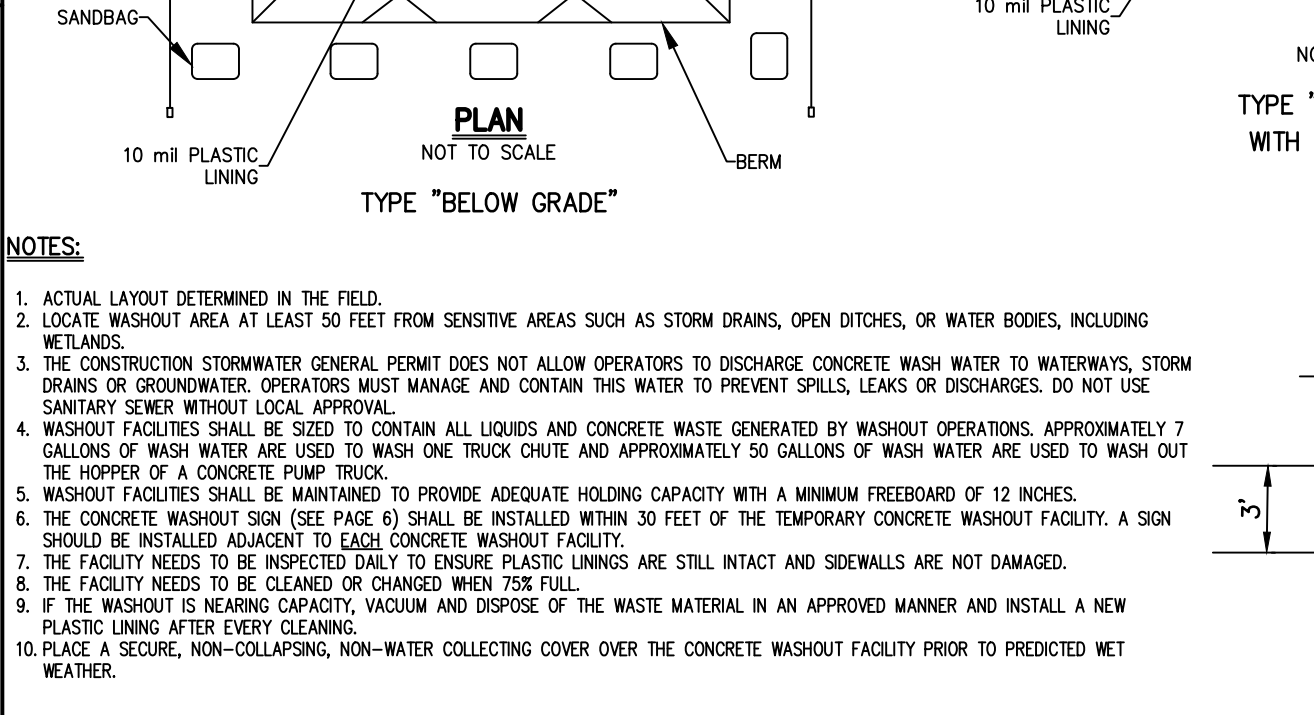 SANDBAG
10 mil PLASTIC
LINING
PLAN
NOT TO SCALE
10 mil PLASTIC
LINING
BERM
TYPE "BELOW GRADE"
TYPE "
WITH
NOTES:
1. ACTUAL LAYOUT DETERMINED IN THE FIELD.
2. LOCATE WASHOUT AREA AT LEAST 50 FEET FROM SENSITIVE AREAS SUCH AS STORM DRAINS, OPEN DITCHES, OR WATER BODIES, INCLUDING
WETLANDS.
3. THE CONSTRUCTION STORMWATER GENERAL PERMIT DOES NOT ALLOW OPERATORS TO DISCHARGE CONCRETE WASH WATER TO WATERWAYS, STORM
DRAINS OR GROUNDWATER. OPERATORS MUST MANAGE AND CONTAIN THIS WATER TO PREVENT SPILLS, LEAKS OR DISCHARGES. DO NOT USE
SANITARY SEWER WITHOUT LOCAL APPROVAL.
4. WASHOUT FACILITIES SHALL BE SIZED TO CONTAIN ALL LIQUIDS AND CONCRETE WASTE GENERATED BY WASHOUT OPERATIONS. APPROXIMATELY 7
GALLONS OF WASH WATER ARE USED TO WASH ONE TRUCK CHUTE AND APPROXIMATELY 50 GALLONS OF WASH WATER ARE USED TO WASH OUT
THE HOPPER OF A CONCRETE PUMP TRUCK.
5. WASHOUT FACILITIES SHALL BE MAINTAINED TO PROVIDE ADEQUATE HOLDING CAPACITY WITH A MINIMUM FREEBOARD OF 12 INCHES.
6. THE CONCRETE WASHOUT SIGN (SEE PAGE 6) SHALL BE INSTALLED WITHIN 30 FEET OF THE TEMPORARY CONCRETE WASHOUT FACILITY. A SIGN
SHOULD BE INSTALLED ADJACENT TO EACH CONCRETE WASHOUT FACILITY.
7. THE FACILITY NEEDS TO BE INSPECTED DAILY TO ENSURE PLASTIC LININGS ARE STILL INTACT AND SIDEWALLS ARE NOT DAMAGED.
8. THE FACILITY NEEDS TO BE CLEANED OR CHANGED WHEN 75% FULL.
9. IF THE WASHOUT IS NEARING CAPACITY, VACUUM AND DISPOSE OF THE WASTE MATERIAL IN AN APPROVED MANNER AND INSTALL A NEW
PLASTIC LINING AFTER EVERY CLEANING.
10. PLACE A SECURE, NON-COLLAPSING, NON-WATER COLLECTING COVER OVER THE CONCRETE WASHOUT FACILITY PRIOR TO PREDICTED WET
WEATHER.
3'